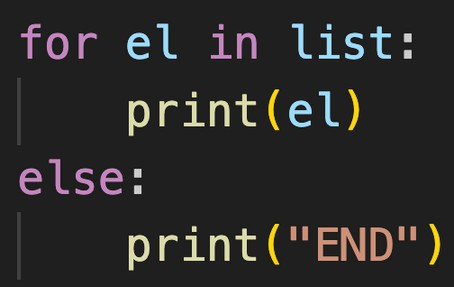 for el in list:
    print(el)
else:
    print("END")